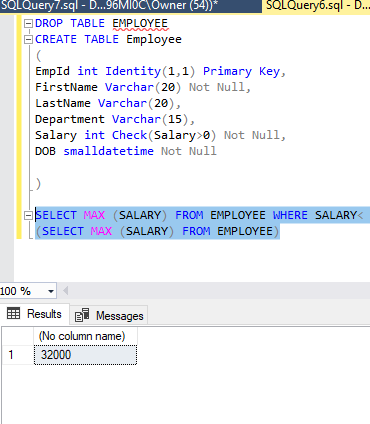 SQLQuery7.sql - D...96MI0C\Owner (54))* SQLQuery6.sql - D...
DROP TABLE EMPLOYEE
CREATE TABLE Employee
(
EmpId int Identity(1,1) Primary Key,
FirstName Varchar(20) Not Null,
LastName Varchar(20),
Department Varchar(15),
Salary int Check(Salary>0) Not Null,
DOB smalldatetime Not Null
)
SELECT MAX (SALARY) FROM EMPLOYEE WHERE SALARY<
(SELECT MAX (SALARY) FROM EMPLOYEE)
100 %
Results Messages
(No column name)
1 32000